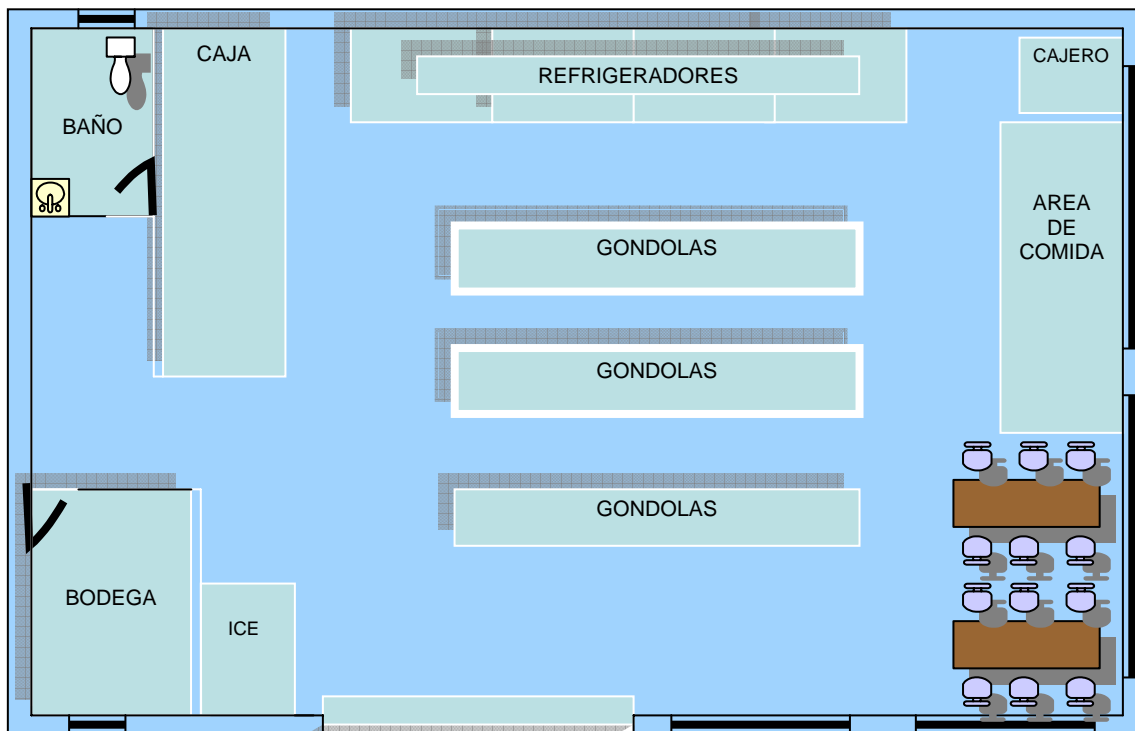 CAJA
REFRIGERADORES
CAJERO
BAÑO
AREA
DE
COMIDA
GONDOLAS
GONDOLAS
GONDOLAS
BODEGA
ICE